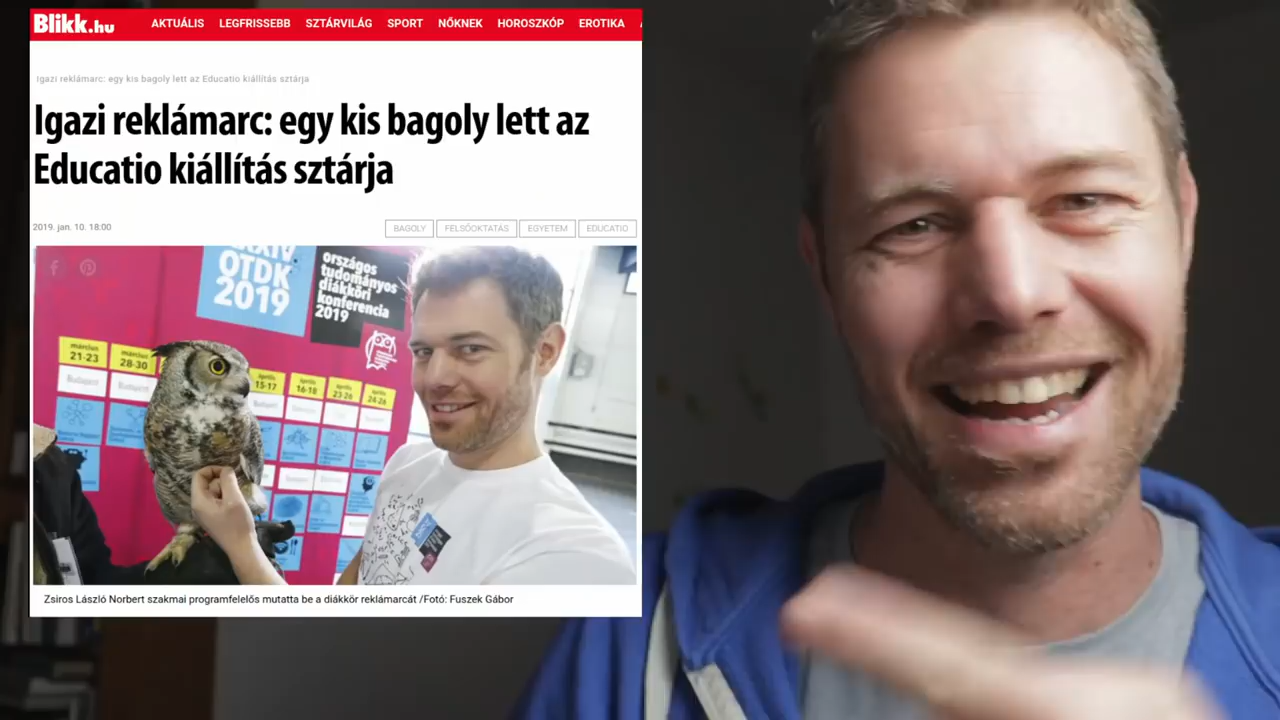 Blikk.hu
AKTUÁLIS LEGFRISSEBB SZTÁRVILÁG SPORT NŐKNEK HOROSZKÓP EROTIKA
Igazi reklámarc: egy kis bagoly lett az Educatio kiállítás sztárja
Igazi reklámarc: egy kis bagoly lett az
Educatio kiállítás sztárja
2019. jan. 10. 18:00
BAGOLY FELSŐOKTATÁS EGYETEM EDUCATIO
OTDK
2019
országos
tudományos
diákköri
konferencia
2019
március
21-23
március
28-30
15-17
április
16-18
április
23-26
április
24-26
Budapest
Zsiros László Norbert szakmai programfelelős mutatta be a diákkör reklámarcát /Fotó: Fuszek Gábor